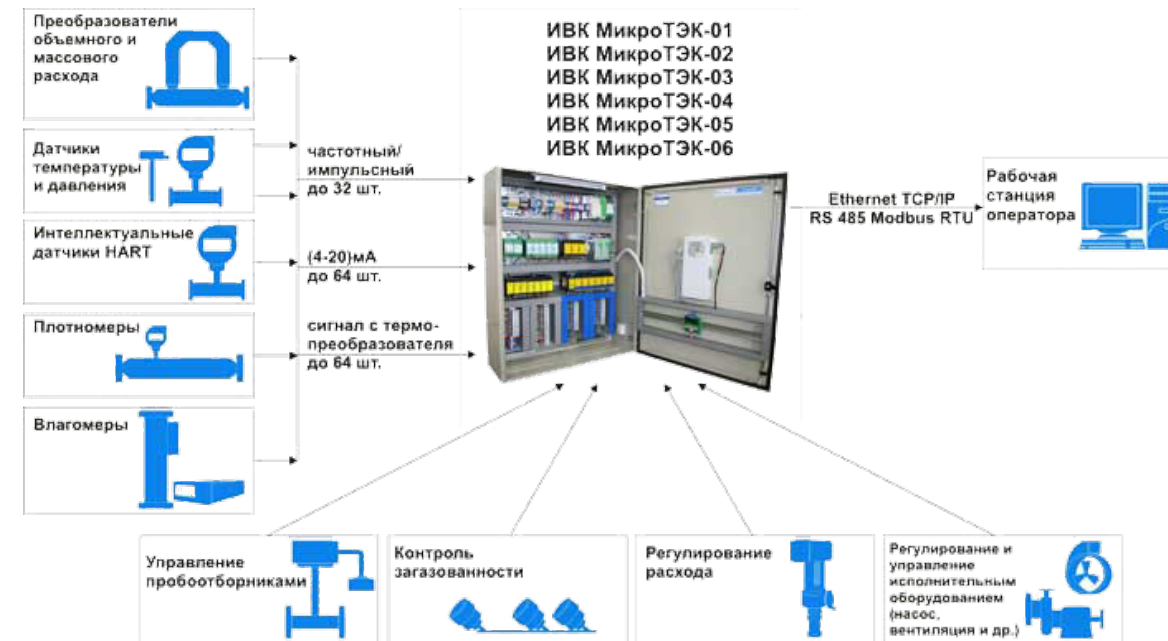 Преобразователи
объемного и
массового
расхода
Датчики
температуры
и давления
Интеллектуальные
датчики HART
Плотномеры
Влагомеры
частотный/
импульсный
до 32 шт.
(4-20)мА
до 64 шт.
сигнал с термо-
преобразователя
до 64 шт.
ИВК МикроТЭК-01
ИВК МикроТЭК-02
ИВК МикроТЭК-03
ИВК МикроТЭК-04
ИВК МикроТЭК-05
ИВК МикроТЭК-06
Ethernet TCP/IP
RS 485 Modbus RTU
Рабочая
станция
оператора
Управление
пробоотборниками
Контроль
загазованности
Регулирование
расхода
Регулирование и
управление
исполнительным
оборудованием
(насос,
вентиляция и др.)